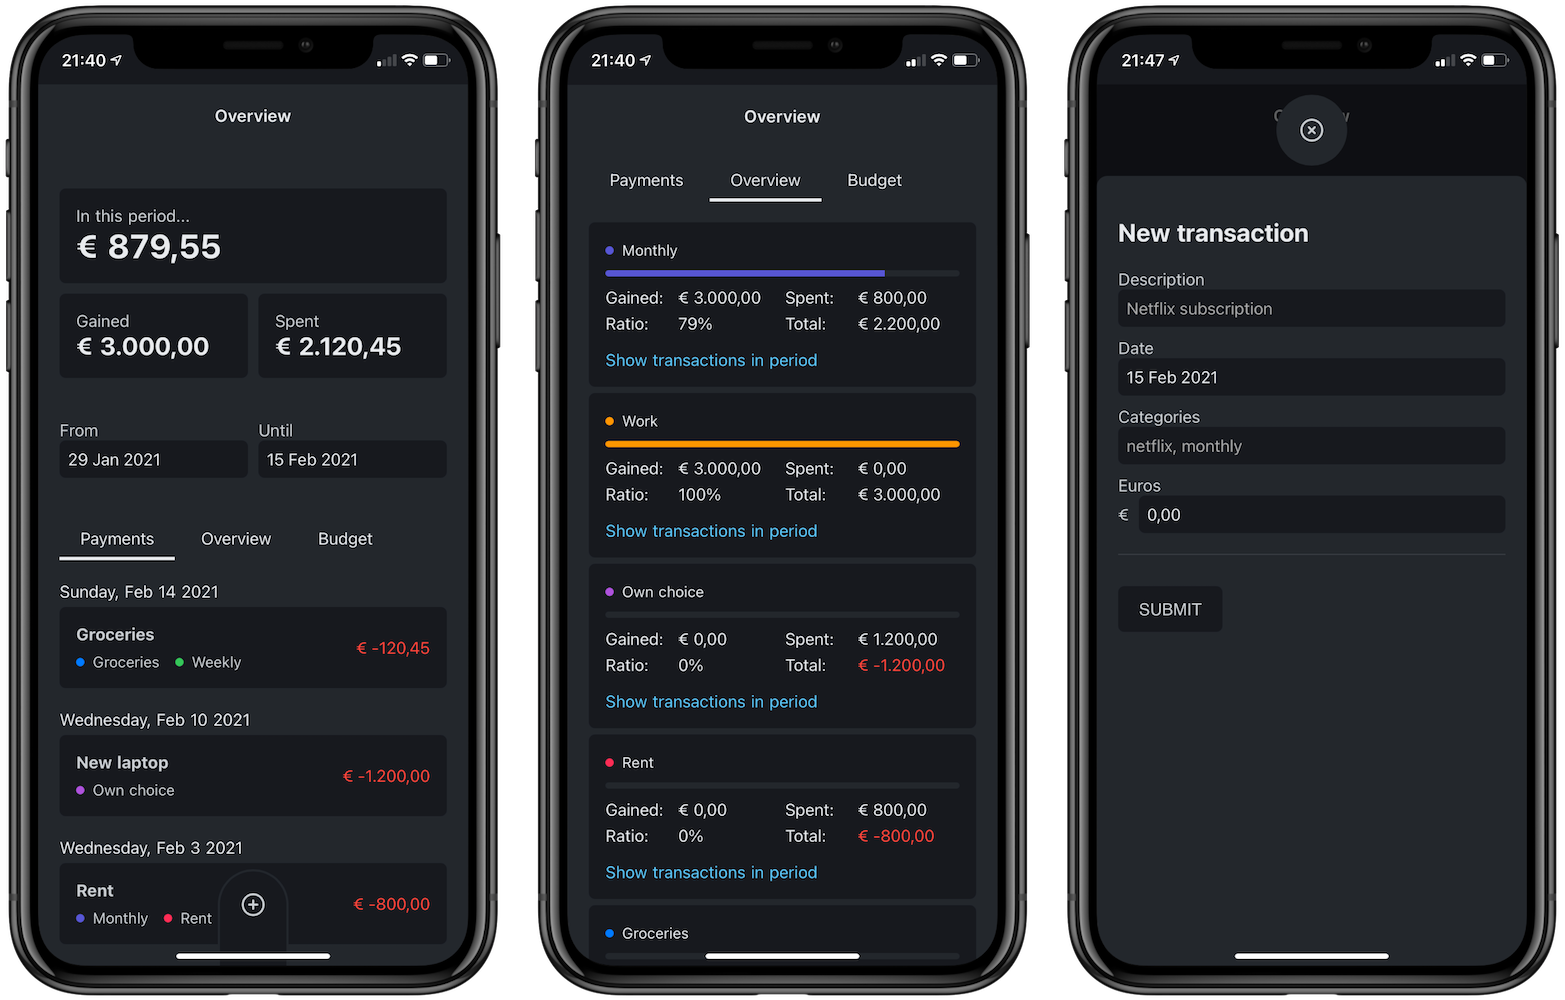 21:40
Overview
In this period...
€ 879,55
Gained
€ 3.000,00
Spent
€ 2.120,45
From
29 Jan 2021
Until
15 Feb 2021
Payments Overview Budget
Sunday, Feb 14 2021
Groceries
€ -120,45
Groceries Weekly
Wednesday, Feb 10 2021
New laptop
€ -1.200,00
Own choice
Wednesday, Feb 3 2021
Rent
€ -800,00
Monthly Rent
21:40
Overview
Payments Overview Budget
Monthly
Gained: € 3.000,00 Spent: € 800,00
Ratio: 79% Total: € 2.200,00
Show transactions in period
Work
Gained: € 3.000,00 Spent: € 0,00
Ratio: 100% Total: € 3.000,00
Show transactions in period
Own choice
Gained: € 0,00 Spent: € 1.200,00
Ratio: 0% Total: € -1.200,00
Show transactions in period
Rent
Gained: € 0,00 Spent: € 800,00
Ratio: 0% Total: € -800,00
Show transactions in period
Groceries
21:47
New transaction
Description
Netflix subscription
Date
15 Feb 2021
Categories
netflix, monthly
Euros
€ 0,00
SUBMIT